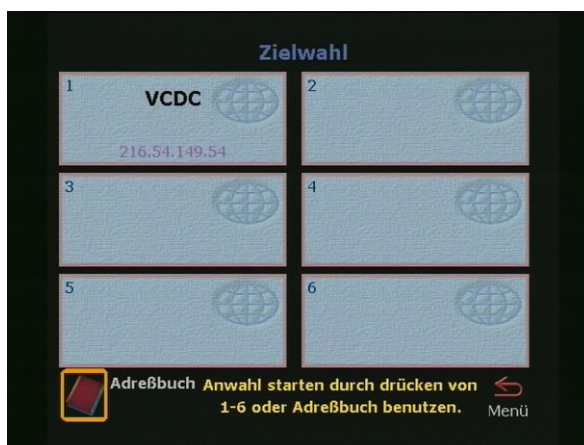 Zielwahl
1
VCDC
216.54.149.54
2
3
4
5
6
Adreßbuch
Anwahl starten durch drücken von
1-6 oder Adreßbuch benutzen.
Menü